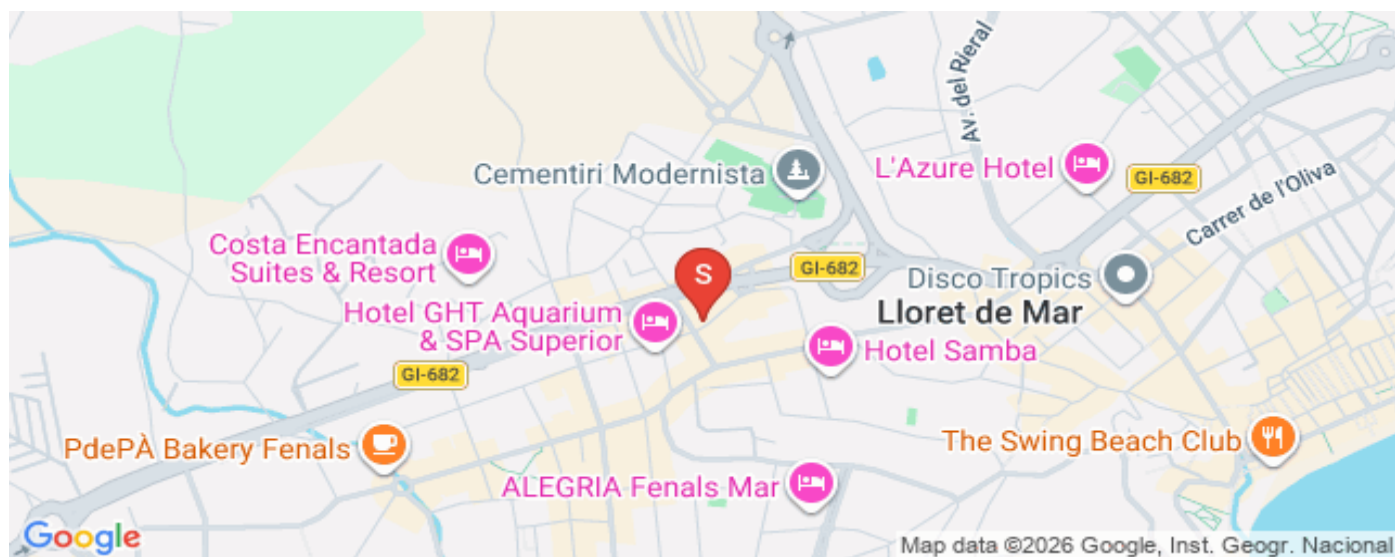 Av. del Rieral
Cementiri Modernista
L'Azure Hotel
GI-682
Carrer de l'Oliva
Costa Encantada
Suites & Resort
S
GI-682
Disco Tropics
Hotel GHT Aquarium
& SPA Superior
Lloret de Mar
Hotel Samba
GI-682
PdePÀ Bakery Fenals
The Swing Beach Club
ALEGRIA Fenals Mar
Google
Map data ©2026 Google, Inst. Geogr. Nacional